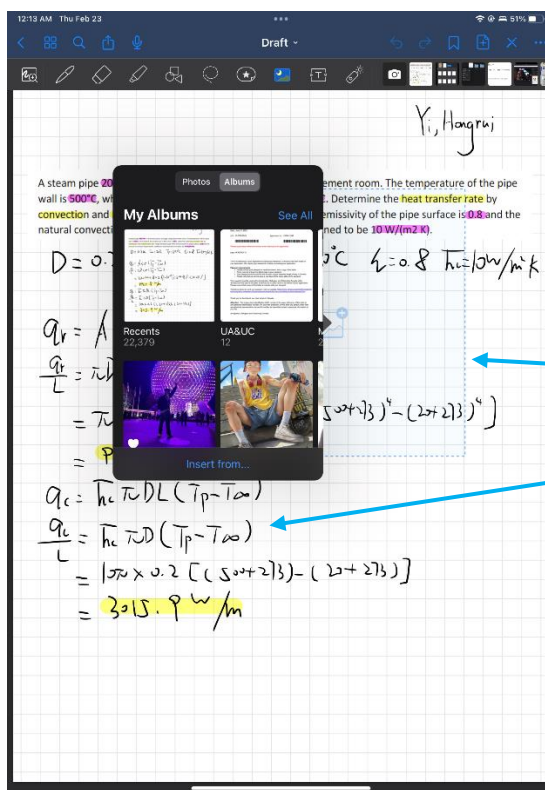 12:13 AM Thu Feb 23
51%
Draft
Yi, Hongrui
A steam pipe 20
ement room. The temperature of the pipe
wall is 500°C, wh
. Determine the heat transfer rate by
convection and
emissivity of the pipe surface is 0.8 and the
natural convecti
ned to be 10 W/(m2 K).
Photos Albums
My Albums See All
Recents
22,379
UA&UC
12
M
2
Insert from...
D = 0.
0°C ε=0.8 h̅c=10W/m²k
qr = A
qr/L = πD
= π
500+273)⁴-(20+273)⁴]
=
qc = h̅c πDL(Tp-T∞)
qc/L = h̅c πD(Tp-T∞)
= 10π×0.2[(500+273)-(20+273)]
= 3015.9 W/m